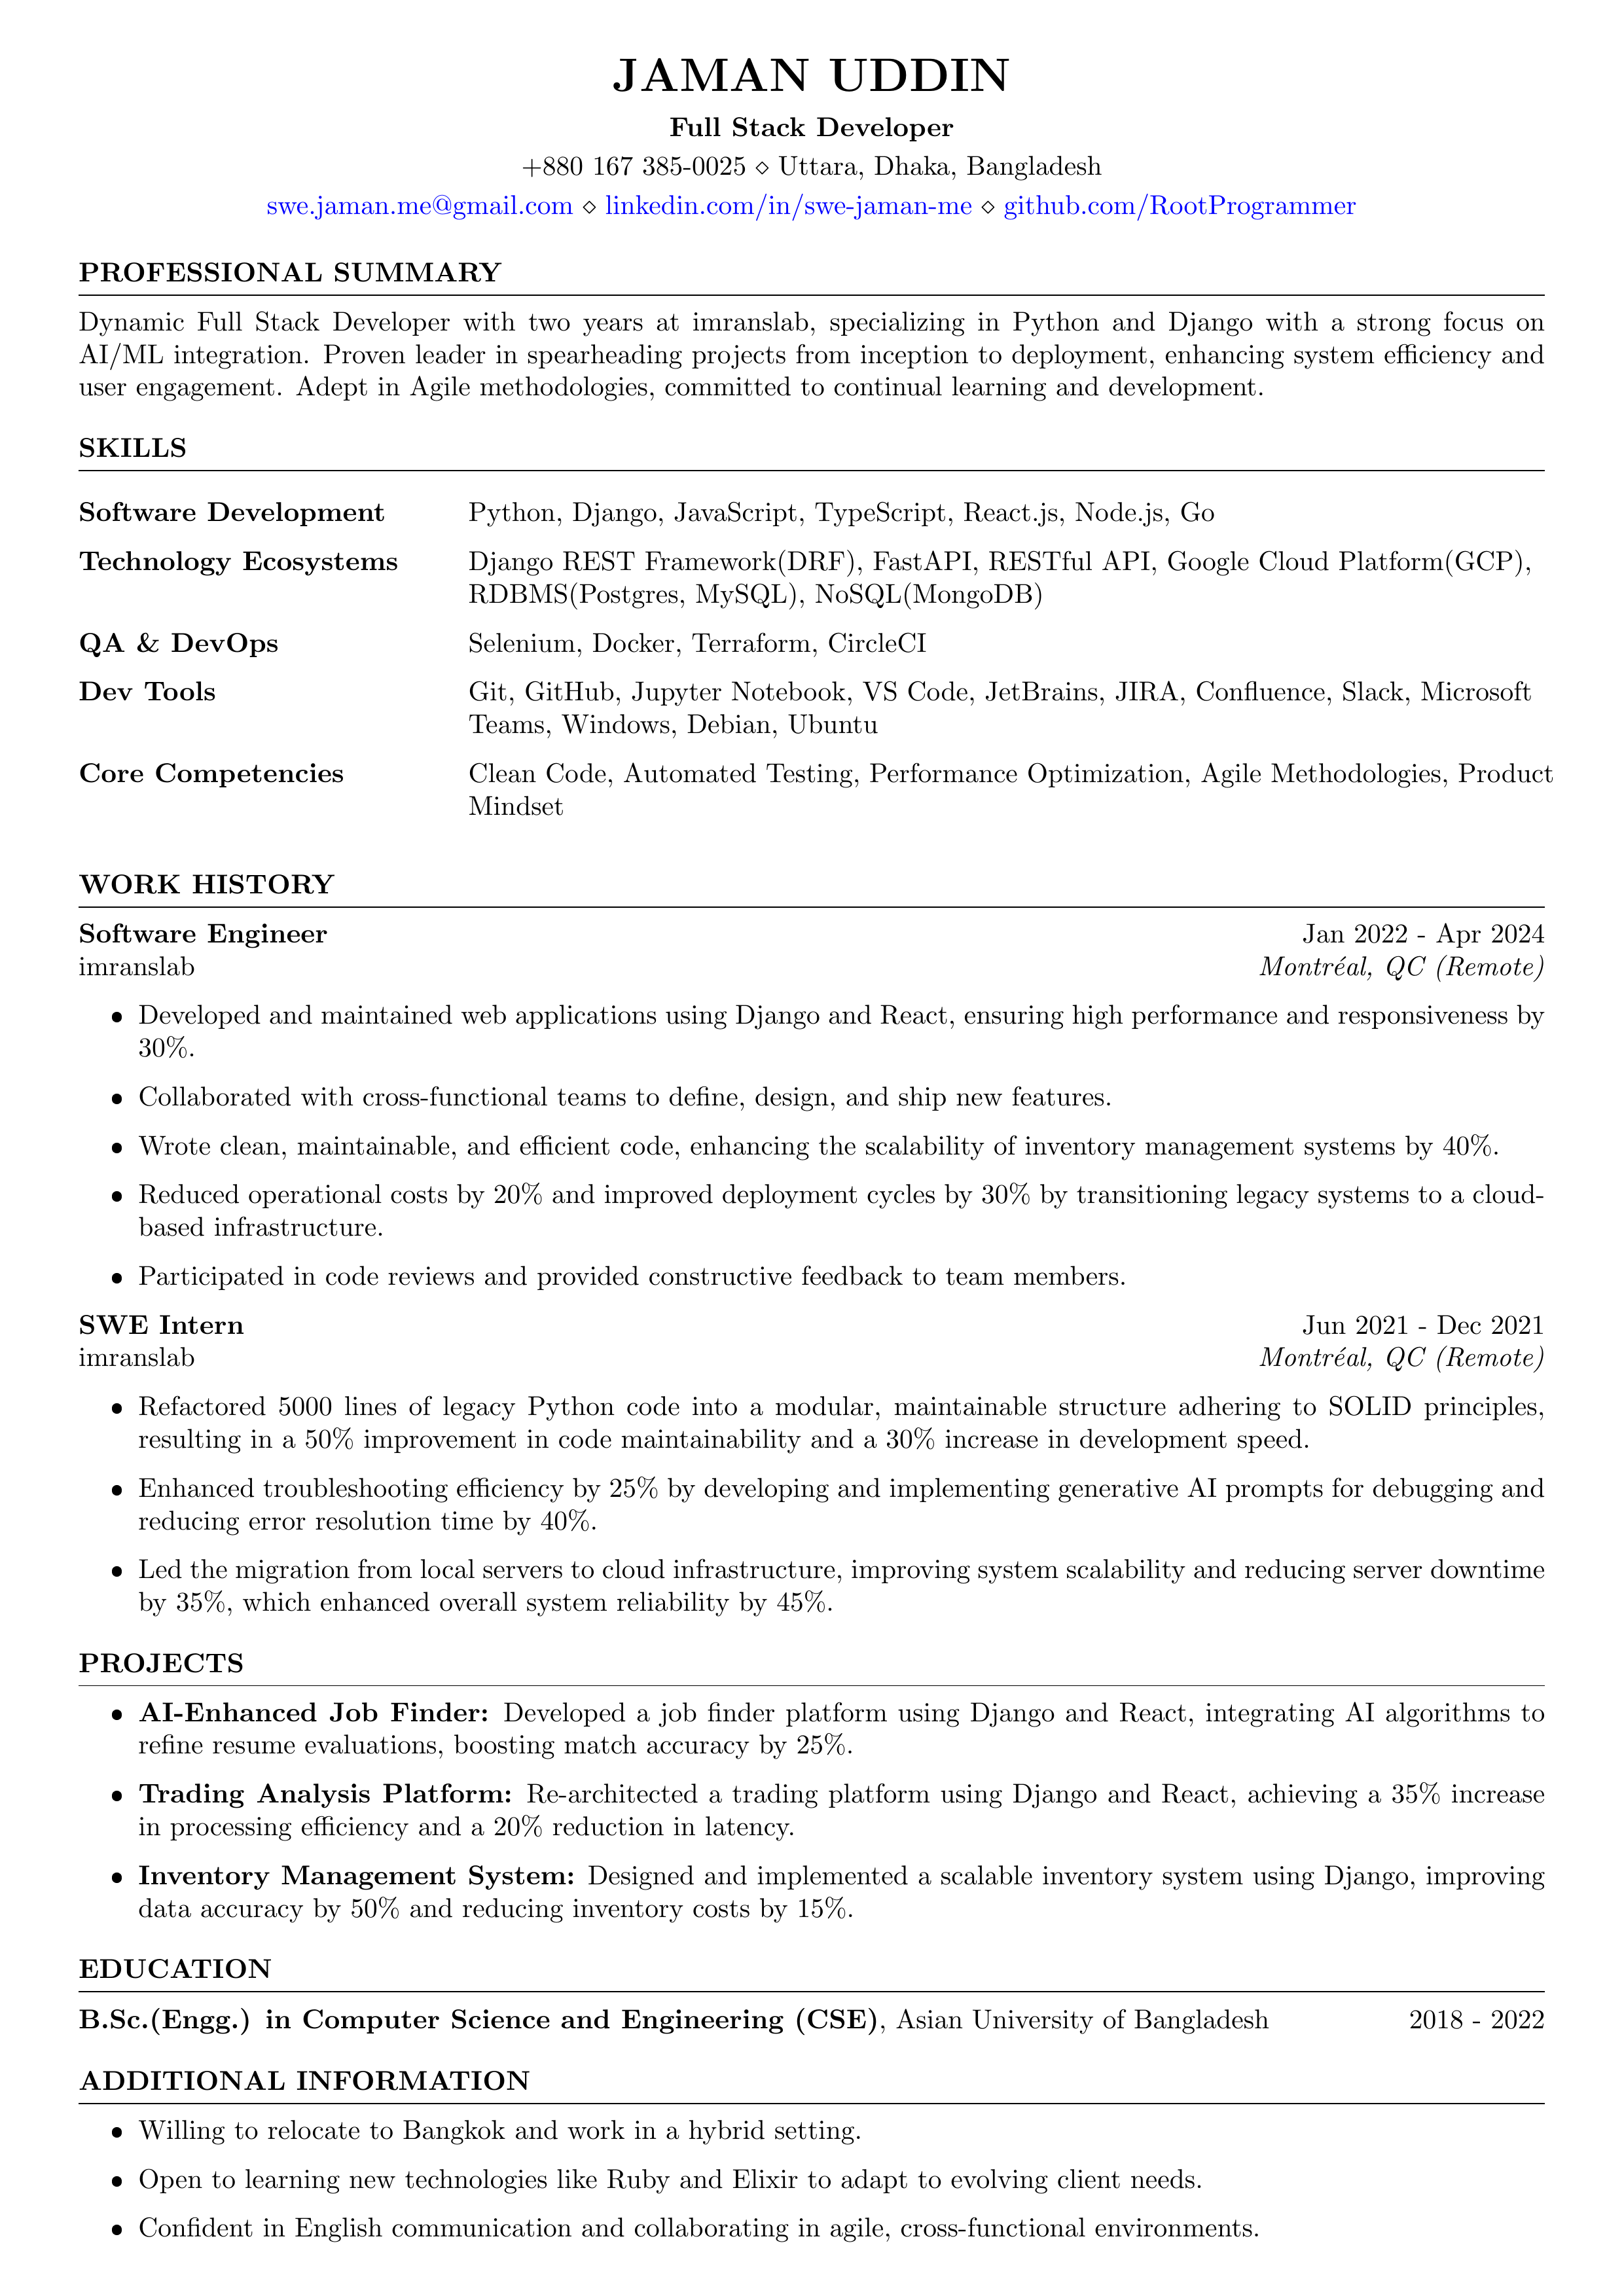 JAMAN UDDIN
Full Stack Developer
+880 167 385-0025 ⋄ Uttara, Dhaka, Bangladesh
swe.jaman.me@gmail.com ⋄ linkedin.com/in/swe-jaman-me ⋄ github.com/RootProgrammer
PROFESSIONAL SUMMARY
Dynamic Full Stack Developer with two years at imranslab, specializing in Python and Django with a strong focus on
AI/ML integration. Proven leader in spearheading projects from inception to deployment, enhancing system efficiency and
user engagement. Adept in Agile methodologies, committed to continual learning and development.
SKILLS
Software Development Python, Django, JavaScript, TypeScript, React.js, Node.js, Go
Technology Ecosystems Django REST Framework(DRF), FastAPI, RESTful API, Google Cloud Platform(GCP),
RDBMS(Postgres, MySQL), NoSQL(MongoDB)
QA & DevOps Selenium, Docker, Terraform, CircleCI
Dev Tools Git, GitHub, Jupyter Notebook, VS Code, JetBrains, JIRA, Confluence, Slack, Microsoft
Teams, Windows, Debian, Ubuntu
Core Competencies Clean Code, Automated Testing, Performance Optimization, Agile Methodologies, Product
Mindset
WORK HISTORY
Software Engineer Jan 2022 - Apr 2024
imranslab Montréal, QC (Remote)
• Developed and maintained web applications using Django and React, ensuring high performance and responsiveness by
30%.
• Collaborated with cross-functional teams to define, design, and ship new features.
• Wrote clean, maintainable, and efficient code, enhancing the scalability of inventory management systems by 40%.
• Reduced operational costs by 20% and improved deployment cycles by 30% by transitioning legacy systems to a cloud-
based infrastructure.
• Participated in code reviews and provided constructive feedback to team members.
SWE Intern Jun 2021 - Dec 2021
imranslab Montréal, QC (Remote)
• Refactored 5000 lines of legacy Python code into a modular, maintainable structure adhering to SOLID principles,
resulting in a 50% improvement in code maintainability and a 30% increase in development speed.
• Enhanced troubleshooting efficiency by 25% by developing and implementing generative AI prompts for debugging and
reducing error resolution time by 40%.
• Led the migration from local servers to cloud infrastructure, improving system scalability and reducing server downtime
by 35%, which enhanced overall system reliability by 45%.
PROJECTS
• AI-Enhanced Job Finder: Developed a job finder platform using Django and React, integrating AI algorithms to
refine resume evaluations, boosting match accuracy by 25%.
• Trading Analysis Platform: Re-architected a trading platform using Django and React, achieving a 35% increase
in processing efficiency and a 20% reduction in latency.
• Inventory Management System: Designed and implemented a scalable inventory system using Django, improving
data accuracy by 50% and reducing inventory costs by 15%.
EDUCATION
B.Sc.(Engg.) in Computer Science and Engineering (CSE), Asian University of Bangladesh 2018 - 2022
ADDITIONAL INFORMATION
• Willing to relocate to Bangkok and work in a hybrid setting.
• Open to learning new technologies like Ruby and Elixir to adapt to evolving client needs.
• Confident in English communication and collaborating in agile, cross-functional environments.